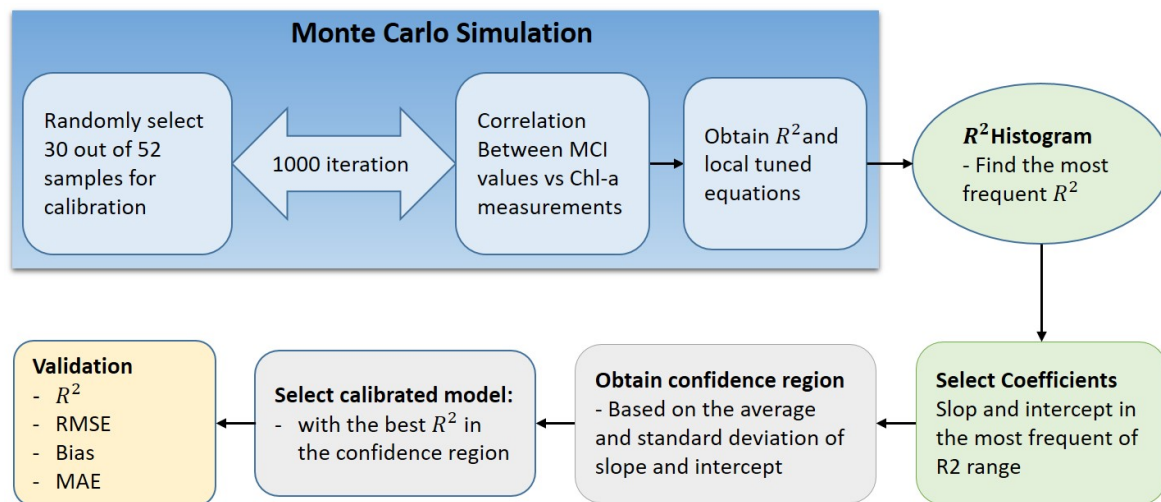 Monte Carlo Simulation
Randomly select
30 out of 52
samples for
calibration
1000 iteration
Correlation
Between MCI
values vs Chl-a
measurements
Obtain R² and
local tuned
equations
R² Histogram
- Find the most
frequent R²
Select Coefficients
Slop and intercept in
the most frequent of
R2 range
Obtain confidence region
- Based on the average
and standard deviation of
slope and intercept
Select calibrated model:
- with the best R² in
the confidence region
Validation
- R²
- RMSE
- Bias
- MAE